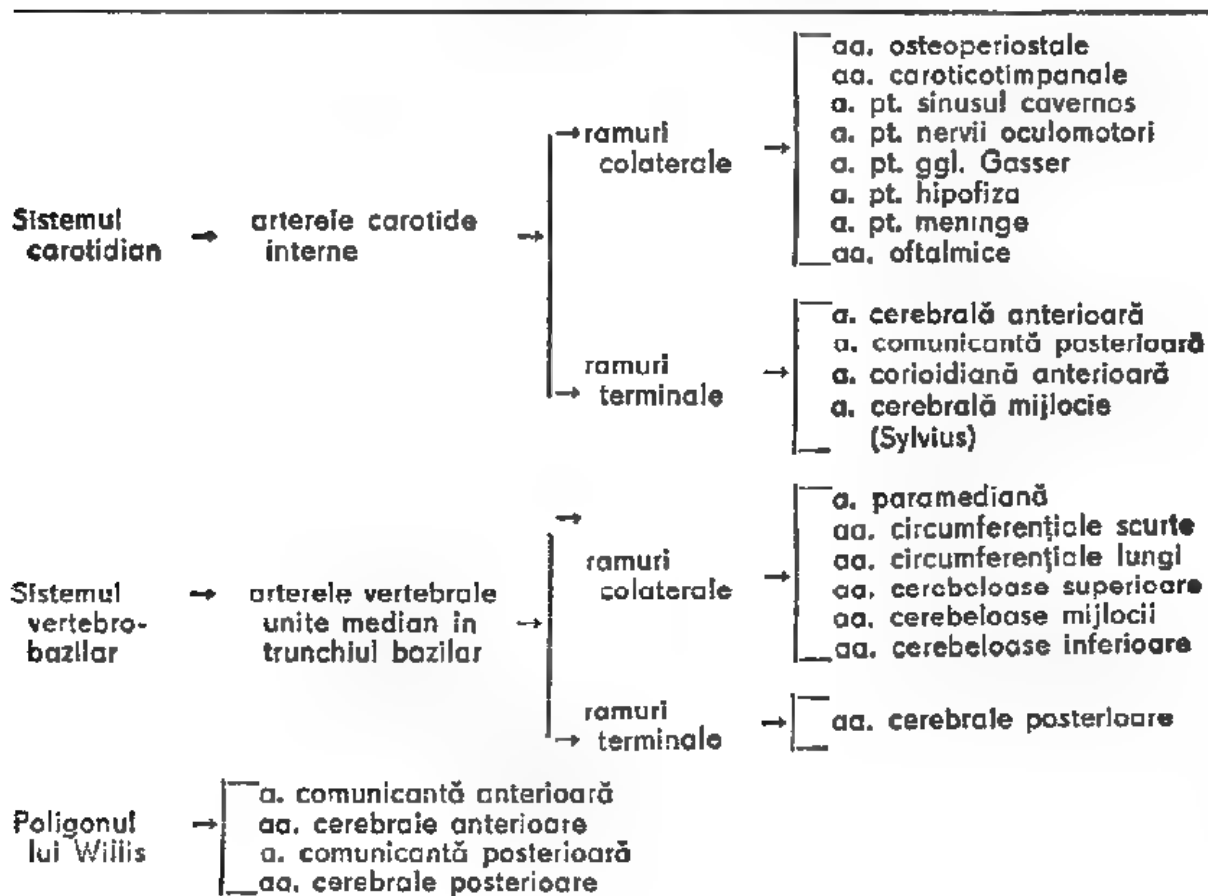 Sistemul
carotidian
arterele carotide
interne
ramuri
colaterale
aa. osteoperiostale
aa. caroticotimpanale
a. pt. sinusul cavernos
a. pt. nervii oculomotori
a. pt. ggl. Gasser
a. pt. hipofiza
a. pt. meninge
aa. oftalmice
ramuri
terminale
a. cerebrală anterioară
a. comunicantă posterioară
a. corioidiană anterioară
a. cerebrală mijlocie
(Sylvius)
Sistemul
vertebro-
bazilar
arterele vertebrale
unite median in
trunchiul bazilar
ramuri
colaterale
a. paramediană
aa. circumferențiale scurte
aa. circumferențiale lungi
aa. cerebeloase superioare
aa. cerebeloase mijlocii
aa. cerebeloase inferioare
ramuri
terminale
aa. cerebrale posterioare
Poligonul
lui Willis
a. comunicantă anterioară
aa. cerebrale anterioare
a. comunicantă posterioară
aa. cerebrale posterioare